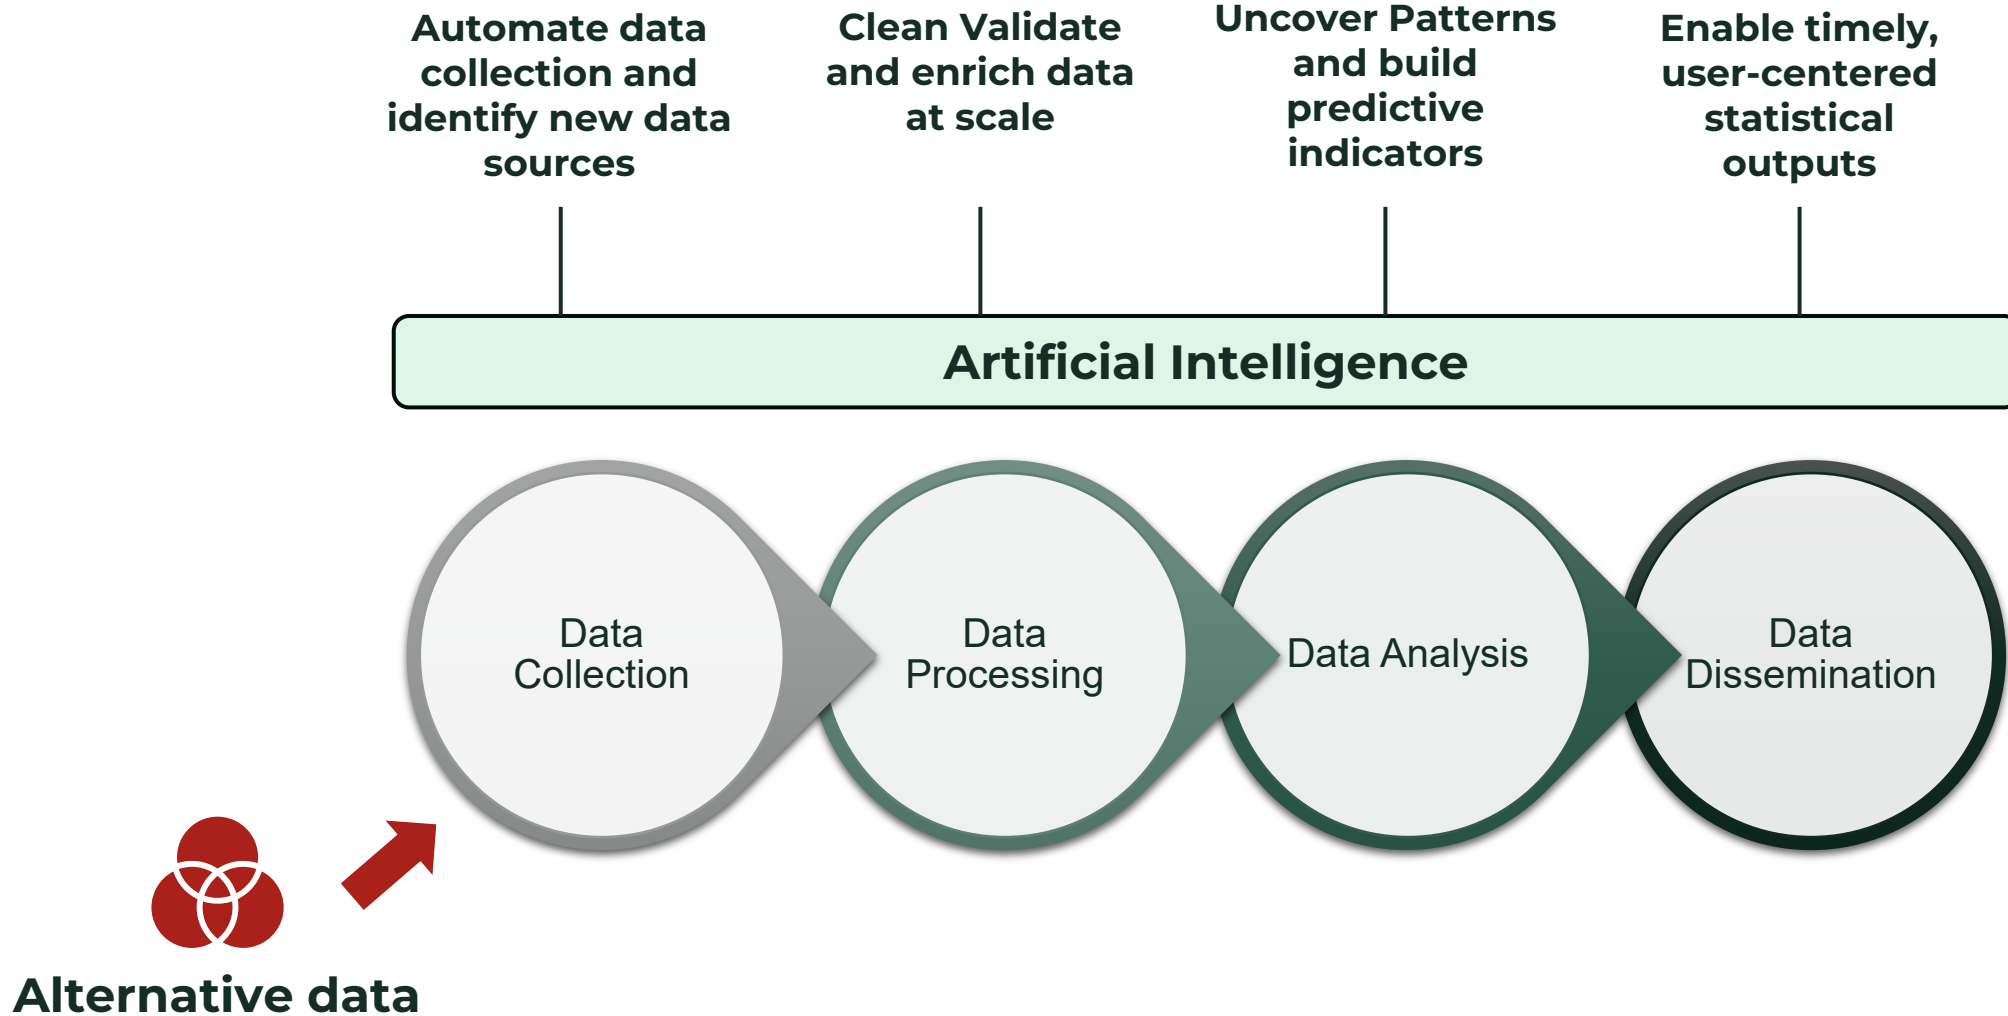 Automate data
collection and
identify new data
sources
Clean Validate
and enrich data
at scale
Uncover Patterns
and build
predictive
indicators
Enable timely,
user-centered
statistical
outputs
Artificial Intelligence
Data
Collection
Data
Processing
Data Analysis
Data
Dissemination
Alternative data